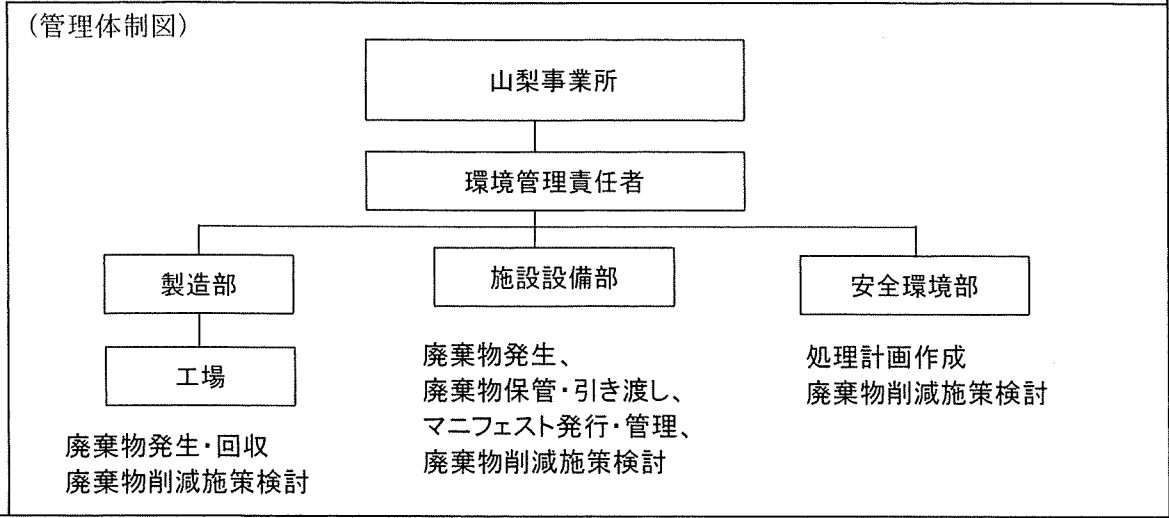 （管理体制図）
山梨事業所
環境管理責任者
製造部
施設設備部
安全環境部
工場
廃棄物発生・回収
廃棄物削減施策検討
廃棄物発生、
廃棄物保管・引き渡し、
マニフェスト発行・管理、
廃棄物削減施策検討
処理計画作成
廃棄物削減施策検討